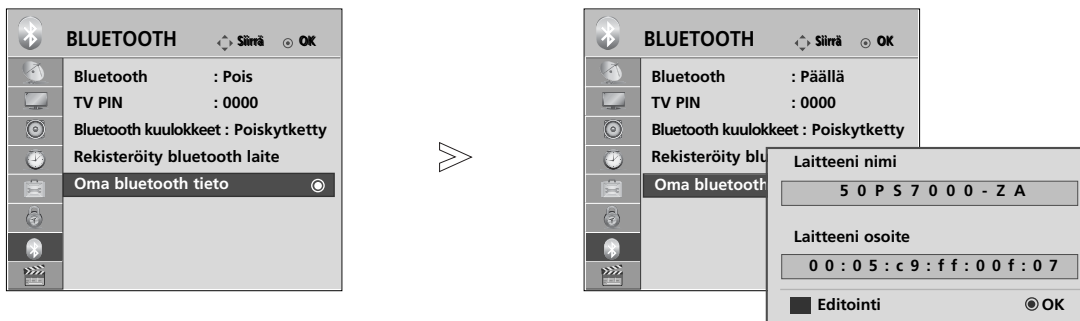 BLUETOOTH Siirrä OK
Bluetooth : Pois
TV PIN : 0000
Bluetooth kuulokkeet : Poiskytketty
Rekisteröity bluetooth laite
Oma bluetooth tieto
BLUETOOTH Siirrä OK
Bluetooth : Päällä
TV PIN : 0000
Bluetooth kuulokkeet : Poiskytketty
Rekisteröity blu
Oma bluetooth
Laitteeni nimi
50PS7000-ZA
Laitteeni osoite
00:05:c9:ff:00f:07
Editointi OK